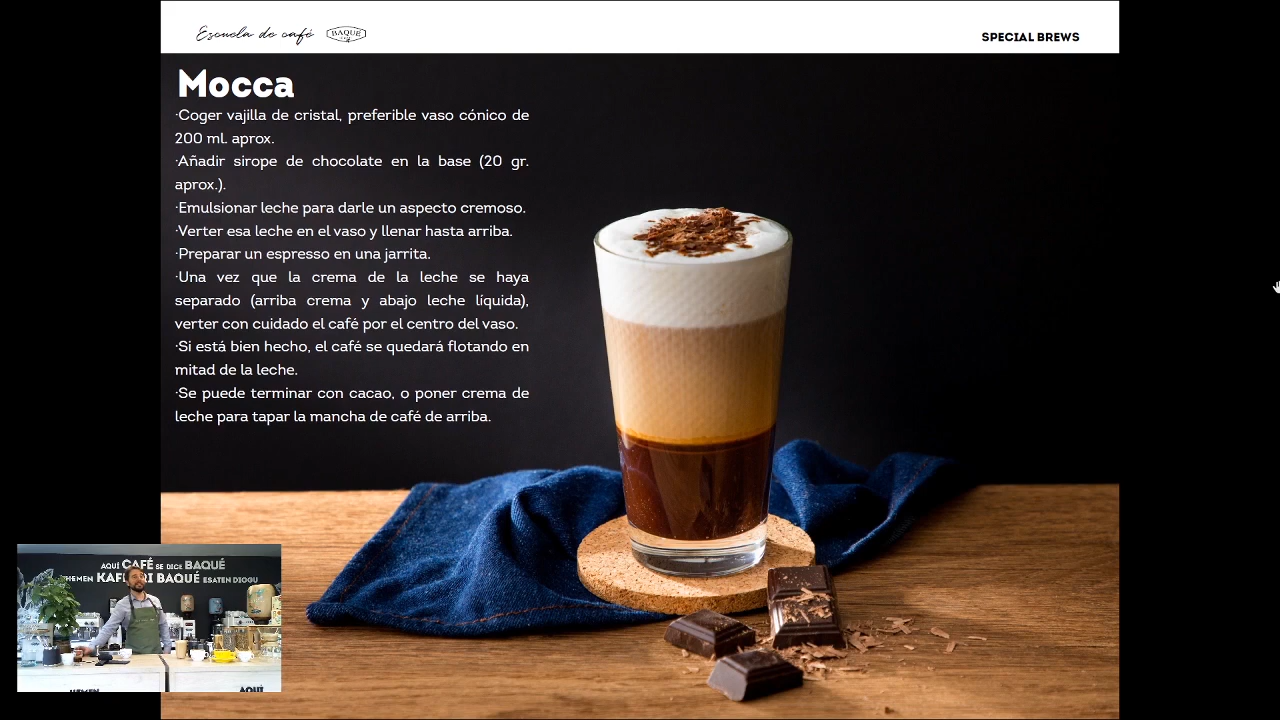 Escuela de café BAQUÉ
SPECIAL BREWS
Mocca
·Coger vajilla de cristal, preferible vaso cónico de
200 ml. aprox.
·Añadir sirope de chocolate en la base (20 gr.
aprox.).
·Emulsionar leche para darle un aspecto cremoso.
·Verter esa leche en el vaso y llenar hasta arriba.
·Preparar un espresso en una jarrita.
·Una vez que la crema de la leche se haya
separado (arriba crema y abajo leche líquida),
verter con cuidado el café por el centro del vaso.
·Si está bien hecho, el café se quedará flotando en
mitad de la leche.
·Se puede terminar con cacao, o poner crema de
leche para tapar la mancha de café de arriba.
AQUÍ CAFÉ SE DICE BAQUÉ
HEMEN BAQUÉ ESATEN DIOGU
HEMEN
AQUÍ